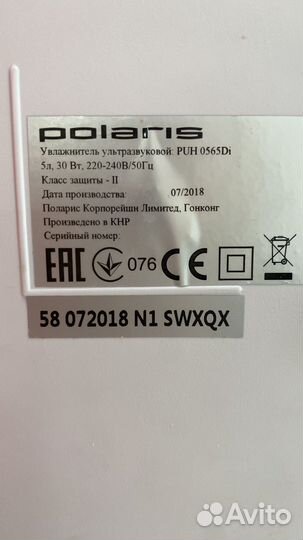 polaris
Увлажнитель ультразвуковой: PUH 0565Di
5л, 30 Вт, 220-240В/50Гц
Класс защиты - II
Дата производства: 07/2018
Поларис Корпорейшн Лимитед, Гонконг
Произведено в КНР
Серийный номер:
EAC 076 CE
58 072018 N1 SWXQX
Avito